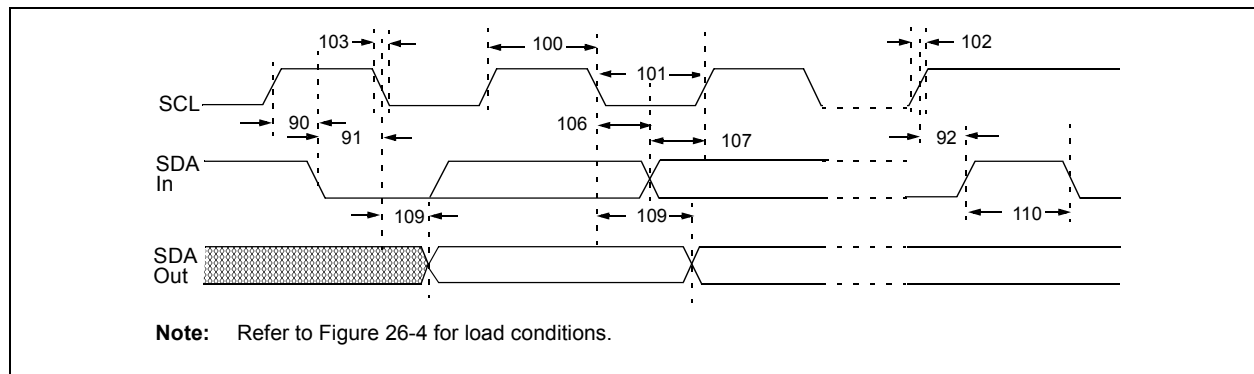 103
100
102
101
SCL
90
91
106
107
92
SDA
In
109
109
110
SDA
Out
Note: Refer to Figure 26-4 for load conditions.